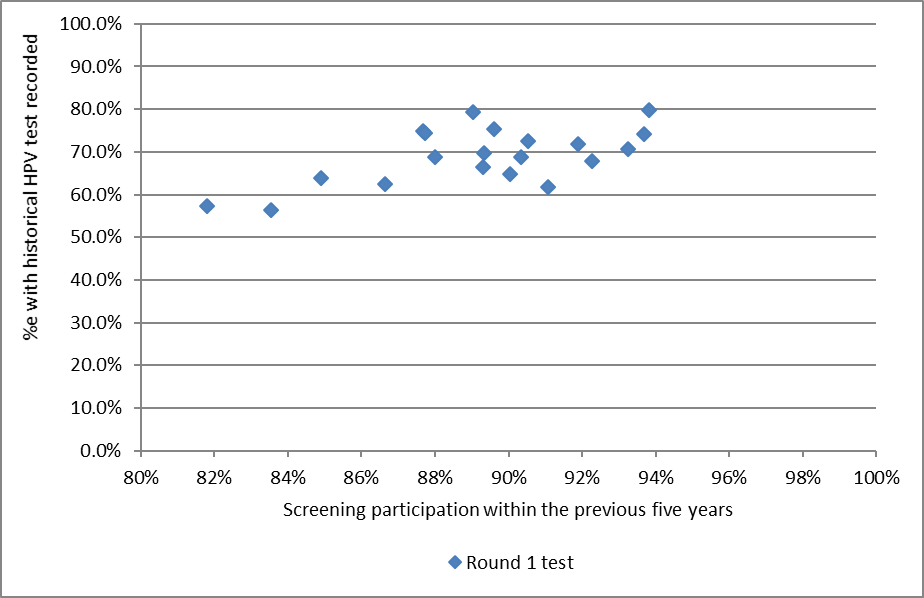 %e with historical HPV test recorded
100.0%
90.0%
80.0%
70.0%
60.0%
50.0%
40.0%
30.0%
20.0%
10.0%
0.0%
80% 82% 84% 86% 88% 90% 92% 94% 96% 98% 100%
Screening participation within the previous five years
Round 1 test